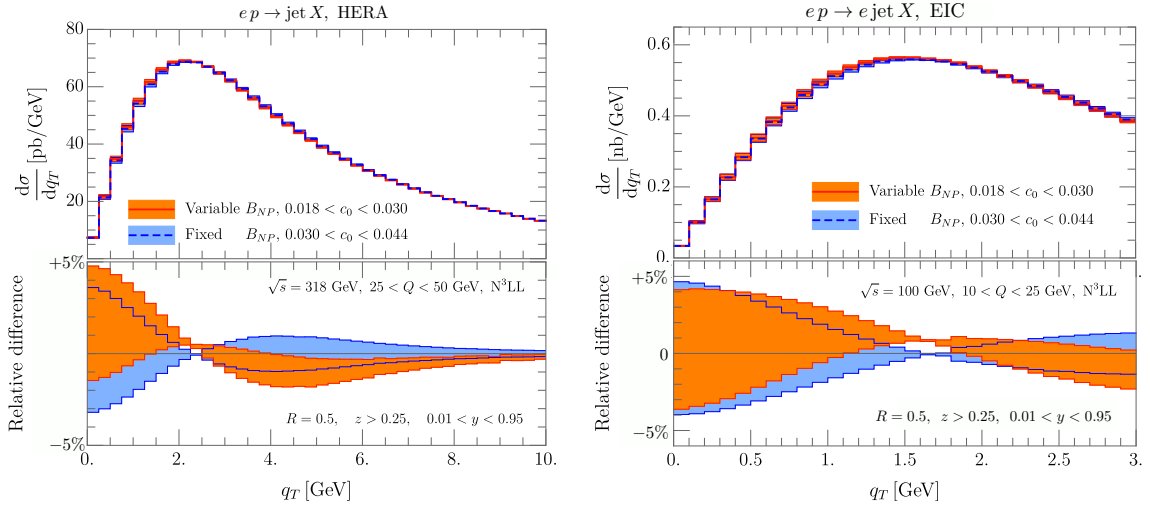 e p → jet X, HERA
80
60
40
20
dσ/dq_T [pb/GeV]
Variable B_NP, 0.018 < c_0 < 0.030
Fixed B_NP, 0.030 < c_0 < 0.044
+5%
0
−5%
Relative difference
√s = 318 GeV, 25 < Q < 50 GeV, N³LL
R = 0.5, z > 0.25, 0.01 < y < 0.95
0. 2. 4. 6. 8. 10.
q_T [GeV]
e p → e jet X, EIC
0.6
0.4
0.2
0.
dσ/dq_T [nb/GeV]
Variable B_NP, 0.018 < c_0 < 0.030
Fixed B_NP, 0.030 < c_0 < 0.044
+5%
0
−5%
Relative difference
√s = 100 GeV, 10 < Q < 25 GeV, N³LL
R = 0.5, z > 0.25, 0.01 < y < 0.95
0. 0.5 1.0 1.5 2. 2.5 3.
q_T [GeV]